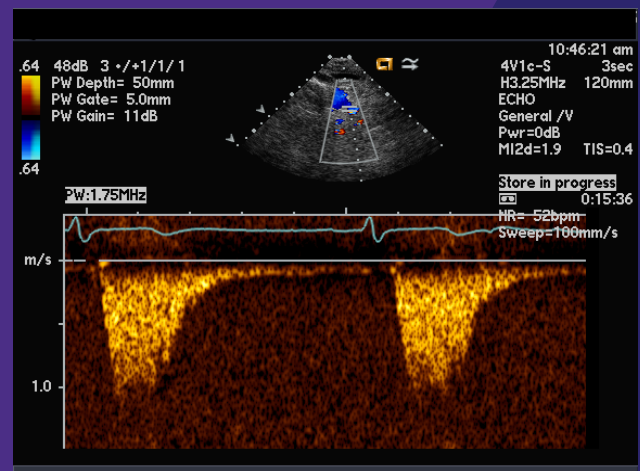 10:46:21 am
.64 48dB 3 •/+1/1/ 1 4V1c-S 3sec
PW Depth= 50mm H3.25MHz 120mm
PW Gate= 5.0mm ECHO
PW Gain= 11dB General /V
Pwr=0dB
MI2d=1.9 TIS=0.4
.64
Store in progress
PW:1.75MHz 0:15:36
HR= 52bpm
Sweep=100mm/s
m/s
1.0